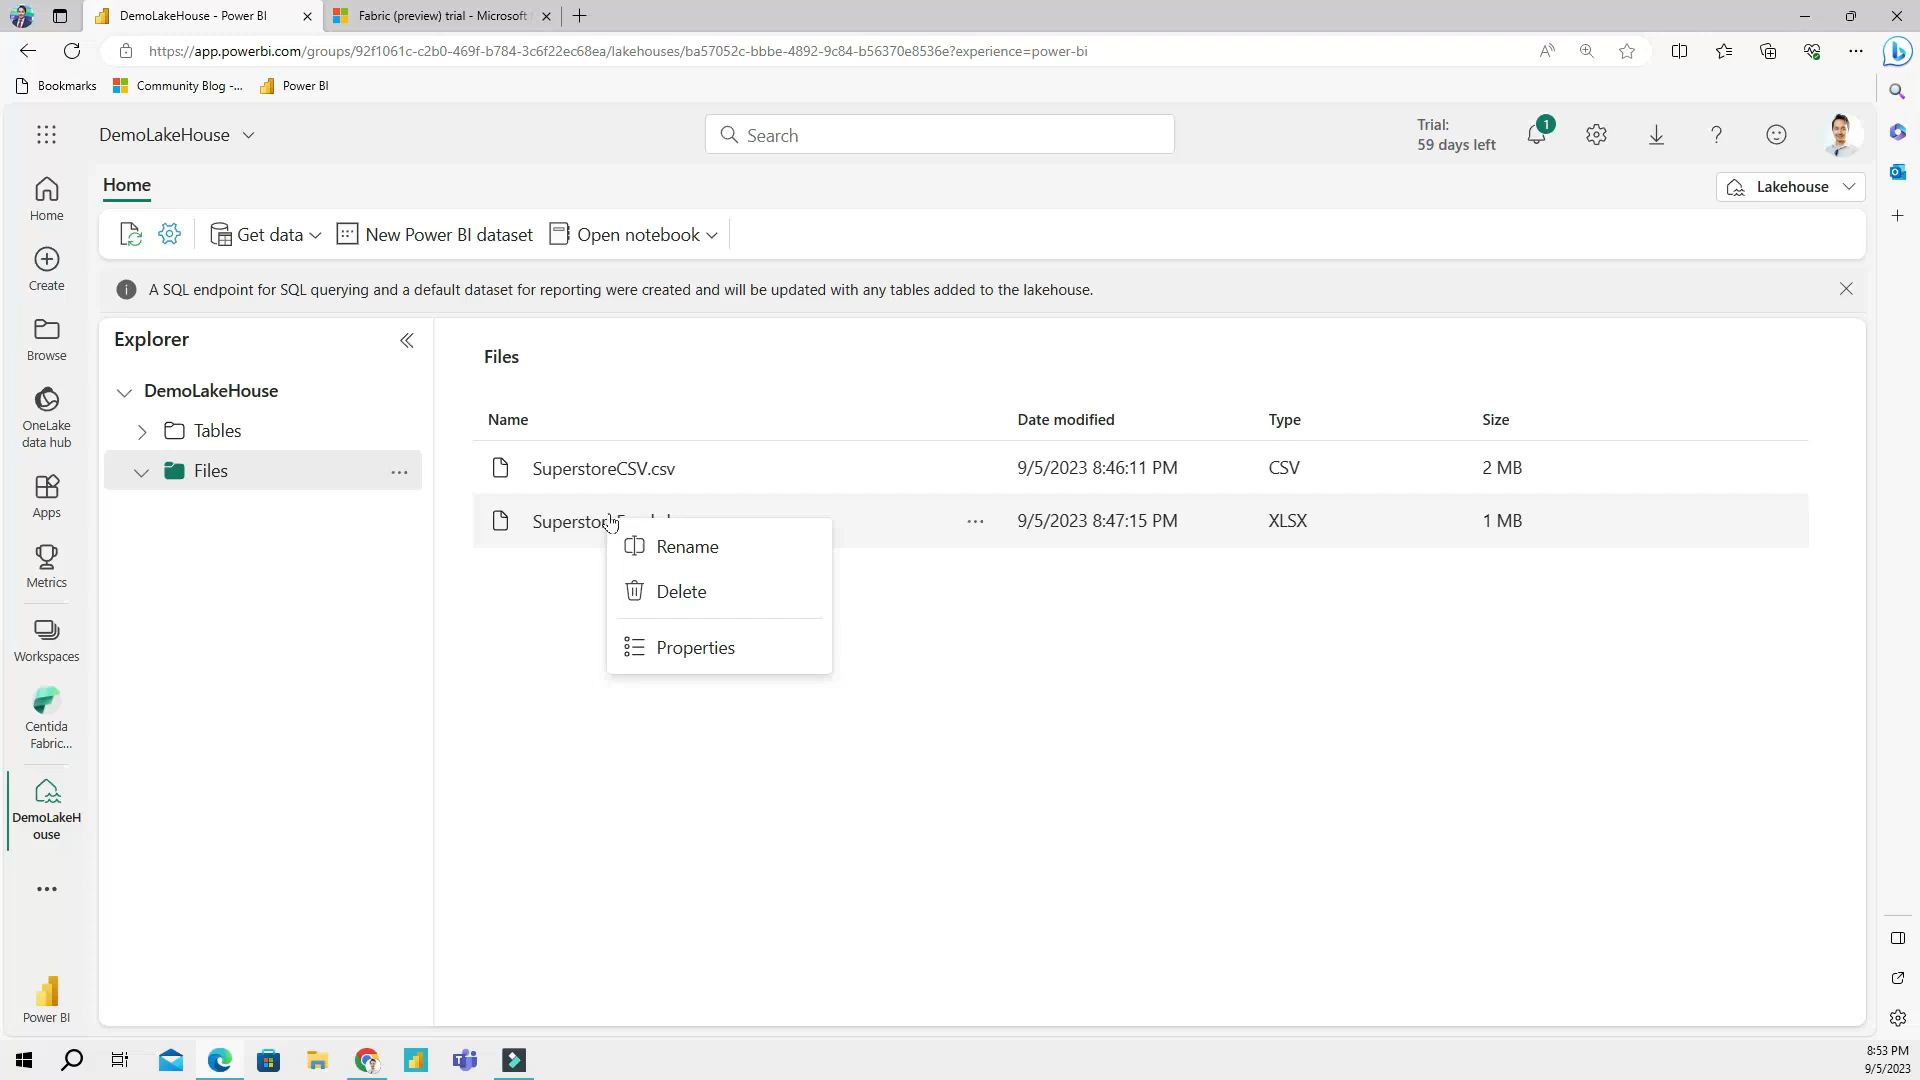 DemoLakeHouse - Power BI
Fabric (preview) trial - Microsoft
https://app.powerbi.com/groups/92f1061c-c2b0-469f-b784-3c6f22ec68ea/lakehouses/ba57052c-bbbe-4892-9c84-b56370e8536e?experience=power-bi
Bookmarks
Community Blog -...
Power BI
DemoLakeHouse
Search
Trial:
59 days left
1
Home
Lakehouse
Get data
New Power BI dataset
Open notebook
A SQL endpoint for SQL querying and a default dataset for reporting were created and will be updated with any tables added to the lakehouse.
Home
Create
Browse
OneLake
data hub
Apps
Metrics
Workspaces
Centida
Fabric...
DemoLakeH
ouse
Power BI
Explorer
DemoLakeHouse
Tables
Files
Files
Name Date modified Type Size
SuperstoreCSV.csv 9/5/2023 8:46:11 PM CSV 2 MB
9/5/2023 8:47:15 PM XLSX 1 MB
Rename
Delete
Properties
8:53 PM
9/5/2023